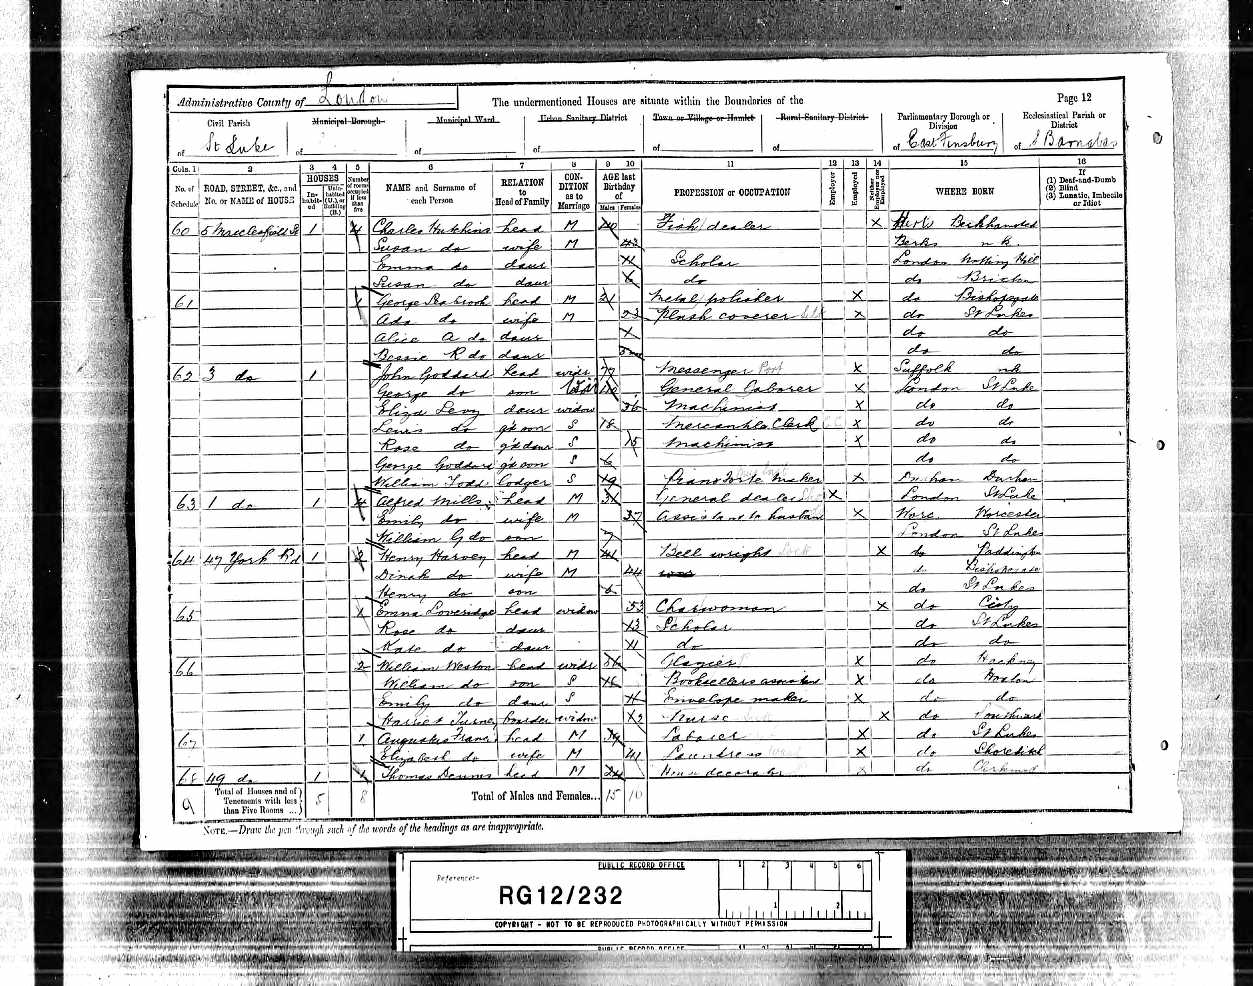 Administrative County of London The undermentioned Houses are situate within the Boundaries of the Page 12
Civil Parish Municipal Borough Municipal Ward Urban Sanitary District Town or Village or Hamlet Rural Sanitary District Parliamentary Borough or Division Ecclesiastical Parish or District
of St Luke of of of of of of East Finsbury of S Barnabas
Cols. 1 2 3 4 5 6 7 8 9 10 11 12 13 14 15 16
No. of Schedule ROAD, STREET, &c., and No. or NAME of HOUSE HOUSES Inhabited Uninhabited (U.), or Building (B.) Number of rooms occupied if less than five NAME and Surname of each Person RELATION to Head of Family CONDITION as to Marriage AGE last Birthday of Males Females PROFESSION or OCCUPATION Employer Employed Neither Employer nor Employed WHERE BORN If (1) Deaf-and-Dumb (2) Blind (3) Lunatic, Imbecile or Idiot
60 5 Macclesfield St 1 4 Charles Hutchins head M 40 Fish dealer X Herts Berkhamsted
Susan do wife M 43 Berks n.k.
Emma do daur 11 Scholar London Notting Hill
Susan do daur 6 do do Brixton
61 1 George Seabrook head M 21 Metal polisher X do Bishopsgate
Ada do wife M 23 Plush coverer X do St Lukes
Alice A do daur 1 do do
Bessie R do daur do do
62 3 do 1 John Goddard head widr 77 Messenger Port X Suffolk nk
George do son General Laborer X London St Luke
Eliza Levy daur widow 36 Machinist X do do
Lewis do g'd son S 18 Mercantile Clerk X do do
Rose do g'd daur S 15 Machinist X do do
George Goddard g'd son S 6 do do
William Todd lodger S 19 Pianoforte maker X Durham Durham
63 1 do 1 4 Alfred Mills head M 31 General dealer X London St Luke
Emily do wife M 37 Assistant to husband X Worc. Worcester
William G do son 7 London St Lukes
64 47 York Rd 1 2 Henry Harvey head M 41 Bell wright X do Paddington
Dinah do wife M 44 do Bishopsgate
Henry do son 6 do St Lukes
65 1 Emma Loveridge head widow 53 Charwoman X do City
Rose do daur 13 Scholar do St Lukes
Kate do daur 11 do do do
66 2 William Weston head widr 56 Glazier X do Hackney
William do son S 16 Booksellers assistant X do Hoxton
Emily do daur S Envelope maker X do do
Harriet Turney boarder widow Nurse X do Southwark
67 1 Augustus head M 39 Laborer X do St Lukes
Elizabeth do wife M 41 Laundress X do Shoreditch
68 49 do 1 1 Thomas Dennis head M 24 House decorator X do
9 Total of Houses and of Tenements with less than Five Rooms ... 5 8 Total of Males and Females... 15 10
NOTE.—Draw the pen through such of the words of the headings as are inappropriate.
PUBLIC RECORD OFFICE 1 2 3 4 5 6
Reference:-
RG12/232 1 2
COPYRIGHT - NOT TO BE REPRODUCED PHOTOGRAPHICALLY WITHOUT PERMISSION
PUBLIC RECORD OFFICE